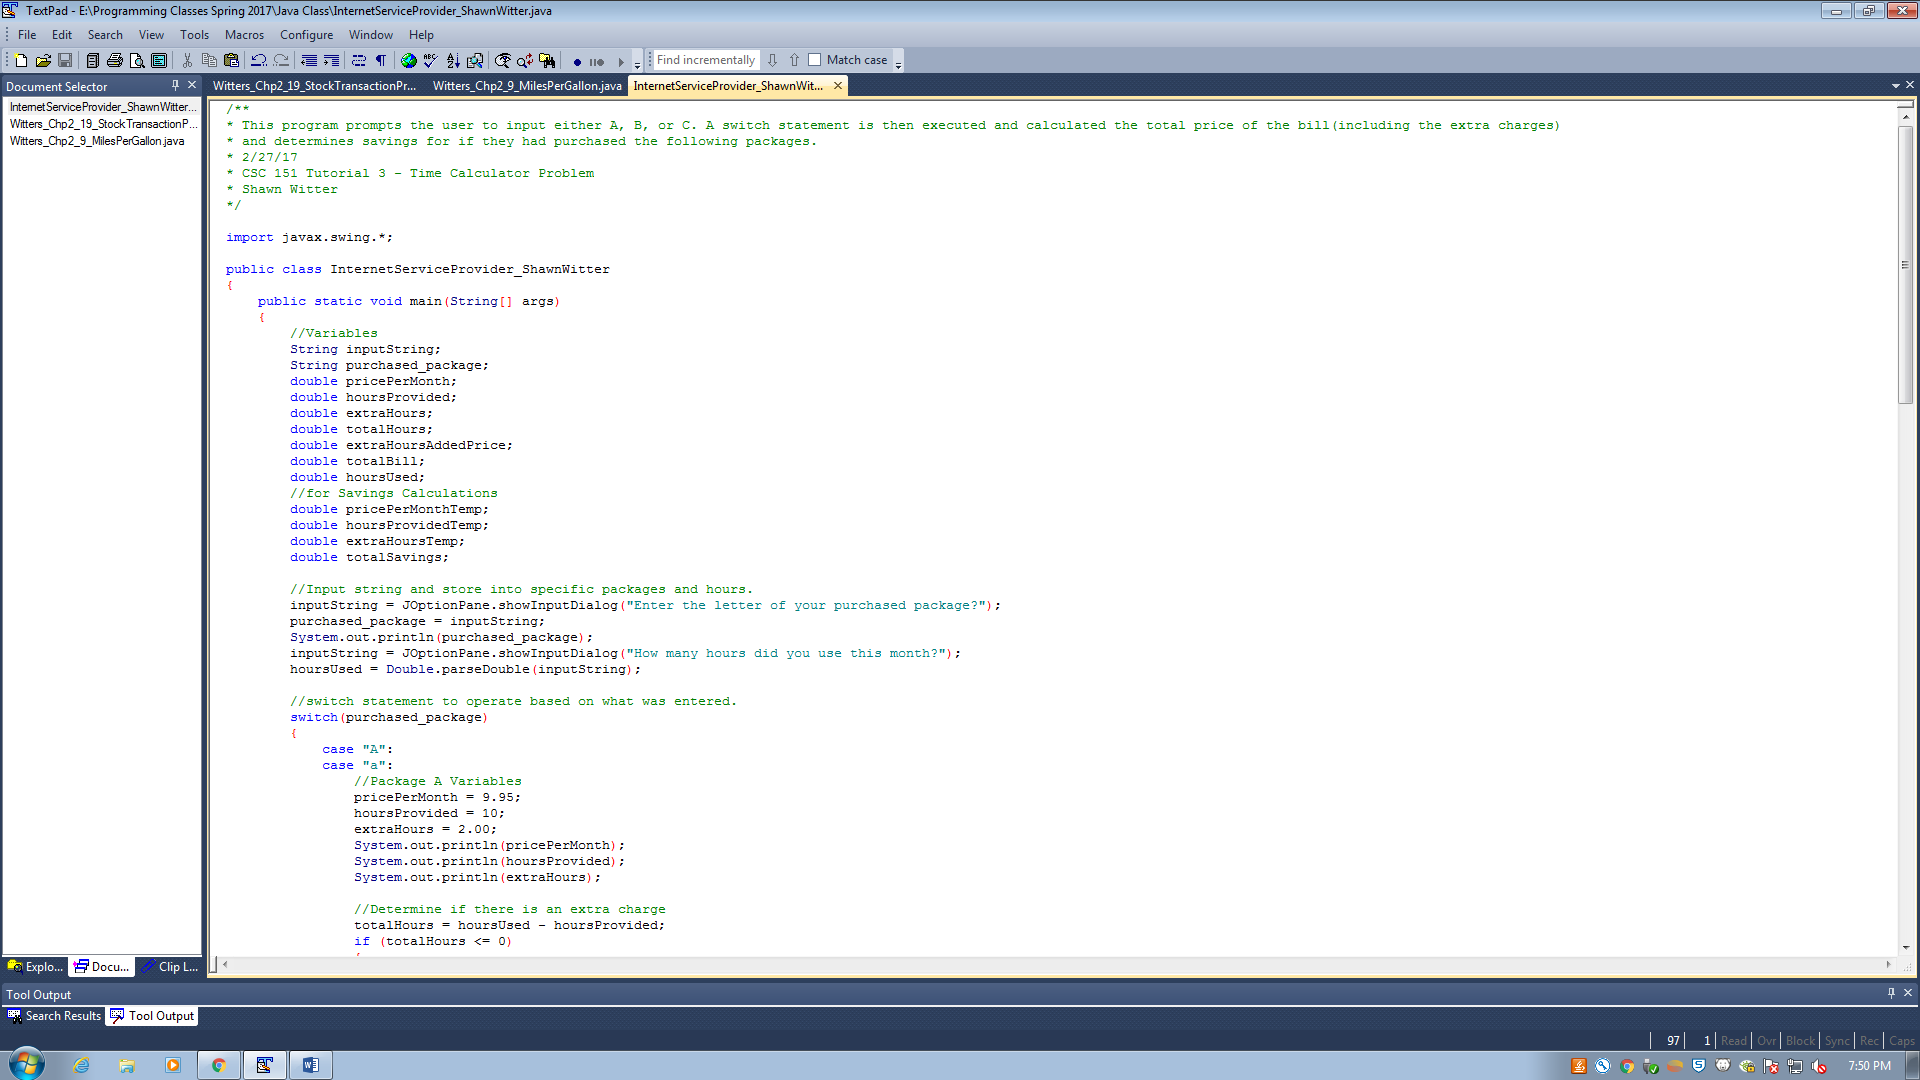 TextPad - E:\Programming Classes Spring 2017\Java Class\InternetServiceProvider_ShawnWitter.java
File Edit Search View Tools Macros Configure Window Help
Find incrementally Match case
Document Selector
InternetServiceProvider_ShawnWitter...
Witters_Chp2_19_StockTransactionP...
Witters_Chp2_9_MilesPerGallon.java
Witters_Chp2_19_StockTransactionPr... Witters_Chp2_9_MilesPerGallon.java InternetServiceProvider_ShawnWit...
/**
* This program prompts the user to input either A, B, or C. A switch statement is then executed and calculated the total price of the bill(including the extra charges)
* and determines savings for if they had purchased the following packages.
* 2/27/17
* CSC 151 Tutorial 3 - Time Calculator Problem
* Shawn Witter
*/
import javax.swing.*;
public class InternetServiceProvider_ShawnWitter
{
public static void main(String[] args)
{
//Variables
String inputString;
String purchased_package;
double pricePerMonth;
double hoursProvided;
double extraHours;
double totalHours;
double extraHoursAddedPrice;
double totalBill;
double hoursUsed;
//for Savings Calculations
double pricePerMonthTemp;
double hoursProvidedTemp;
double extraHoursTemp;
double totalSavings;
//Input string and store into specific packages and hours.
inputString = JOptionPane.showInputDialog("Enter the letter of your purchased package?");
purchased_package = inputString;
System.out.println(purchased_package);
inputString = JOptionPane.showInputDialog("How many hours did you use this month?");
hoursUsed = Double.parseDouble(inputString);
//switch statement to operate based on what was entered.
switch(purchased_package)
{
case "A":
case "a":
//Package A Variables
pricePerMonth = 9.95;
hoursProvided = 10;
extraHours = 2.00;
System.out.println(pricePerMonth);
System.out.println(hoursProvided);
System.out.println(extraHours);
//Determine if there is an extra charge
totalHours = hoursUsed - hoursProvided;
if (totalHours <= 0)
{
Explo... Docu... Clip L...
Tool Output
Search Results Tool Output
97 1 Read Ovr Block Sync Rec Caps
7:50 PM